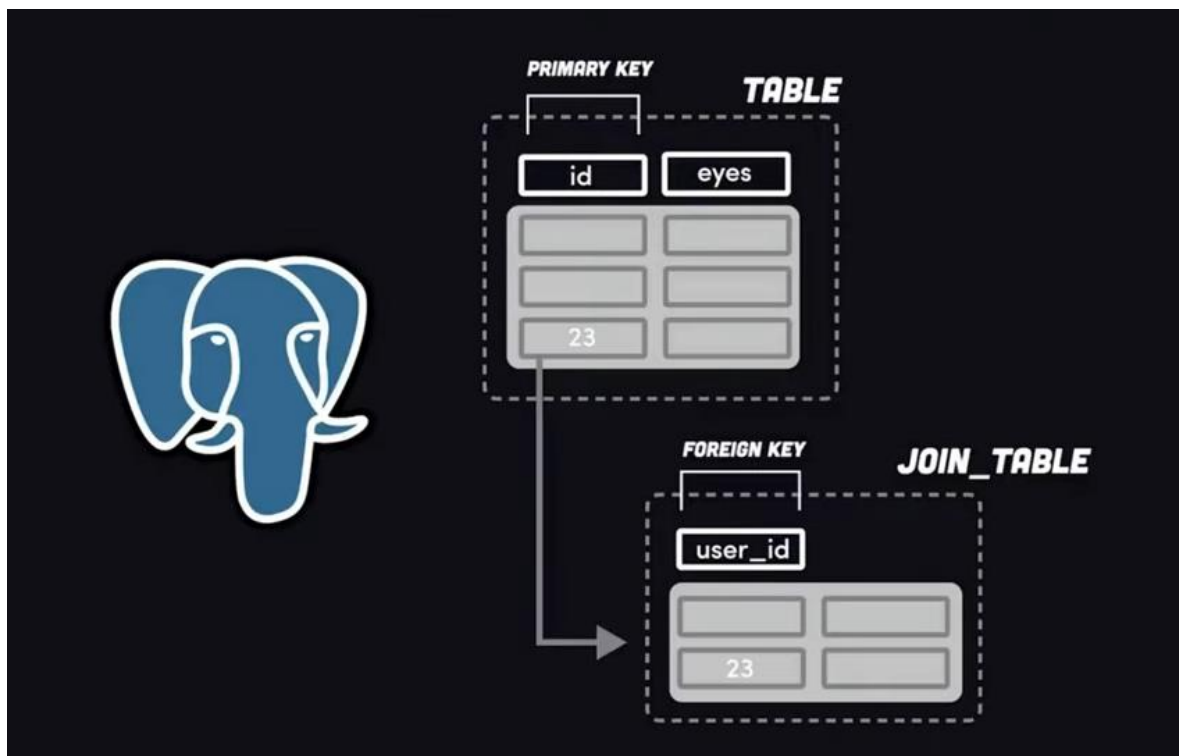 PRIMARY KEY
TABLE
id
eyes
23
FOREIGN KEY
JOIN_TABLE
user_id
23